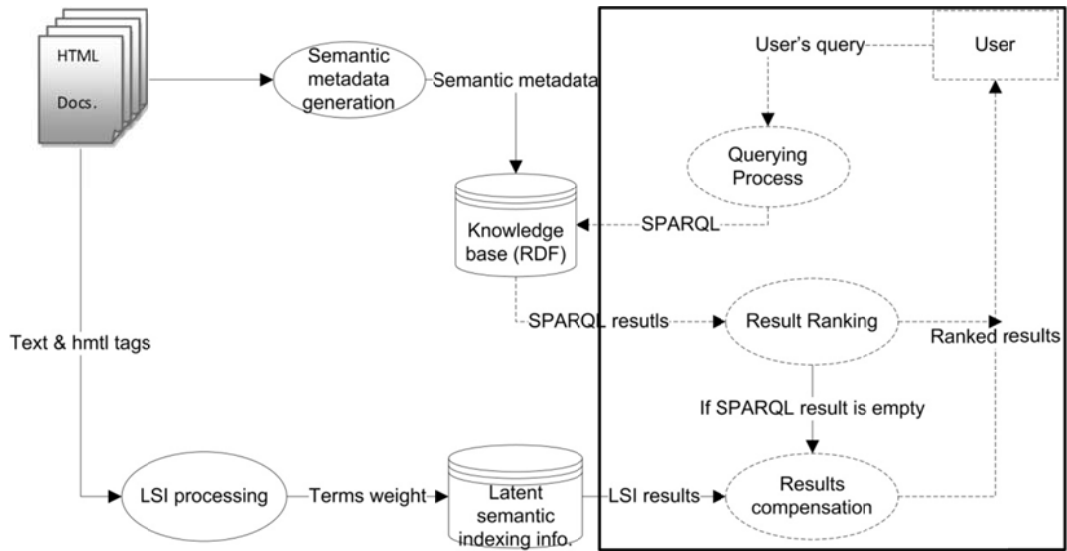 HTML
Docs.
Semantic
metadata
generation
Semantic metadata
User's query
User
Querying
Process
SPARQL
Knowledge
base (RDF)
SPARQL resutls
Result Ranking
Ranked results
Text & hmtl tags
If SPARQL result is empty
LSI processing
Terms weight
Latent
semantic
indexing info.
LSI results
Results
compensation